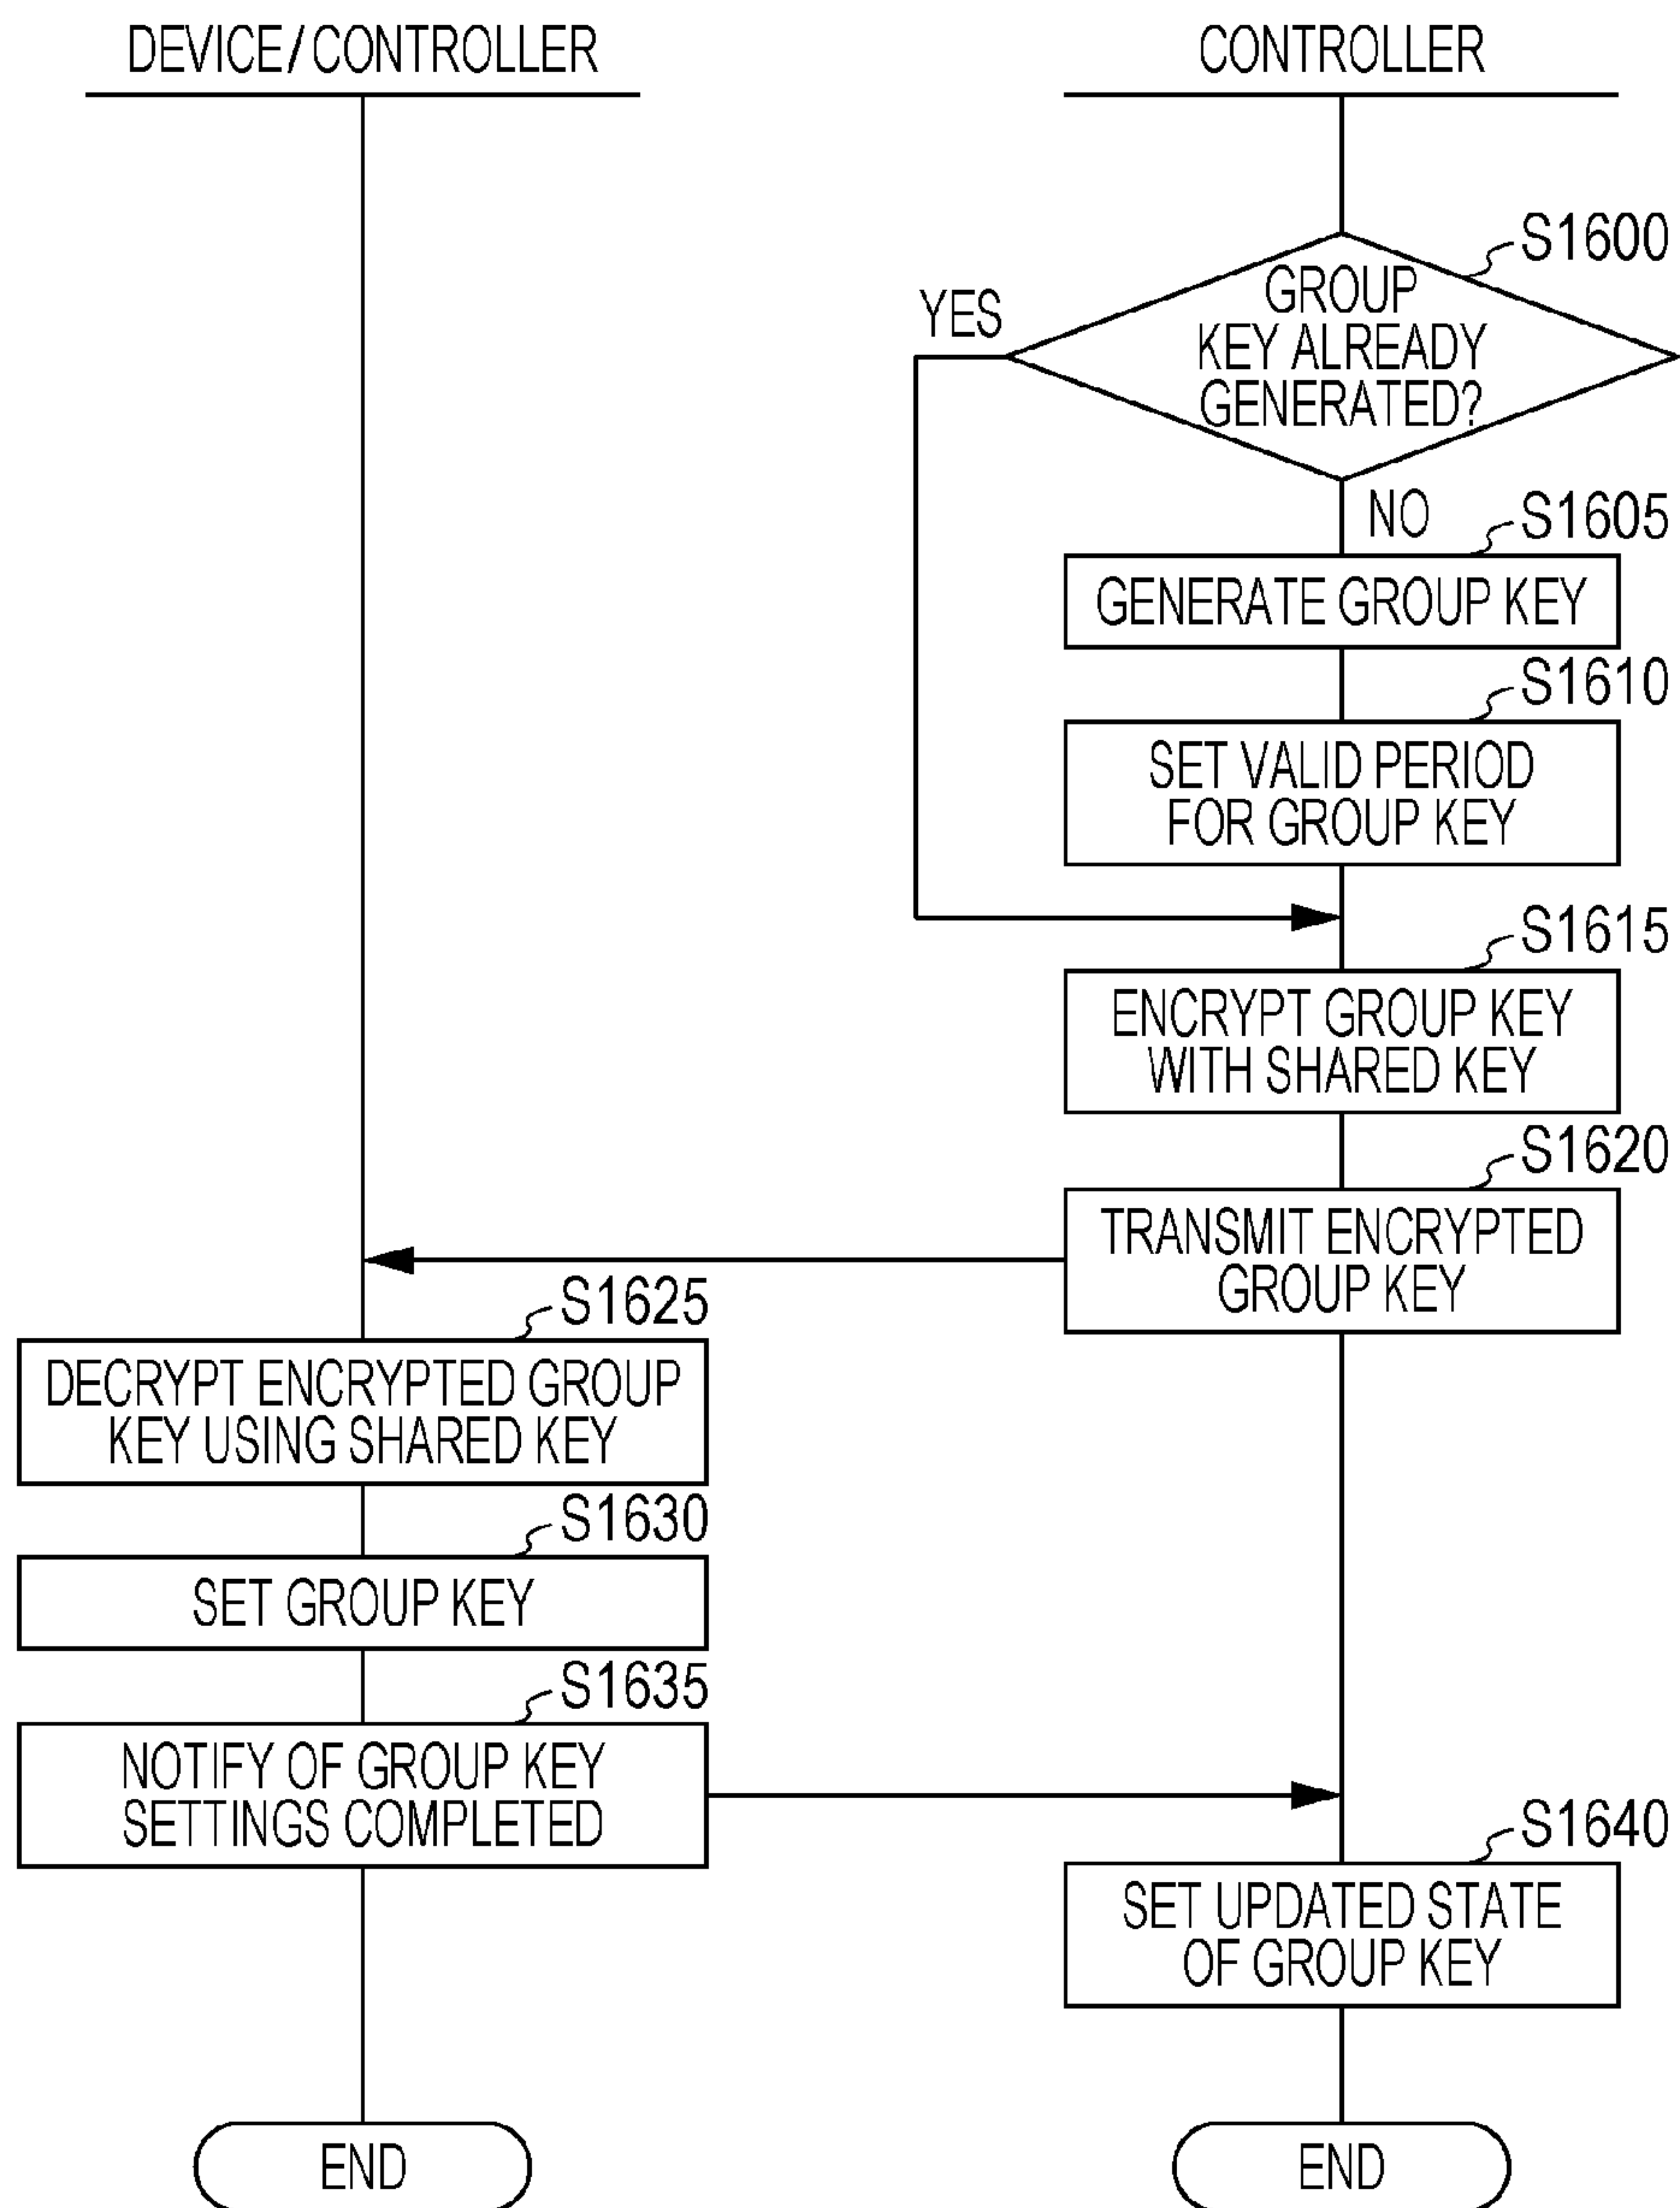 DEVICE/CONTROLLER
CONTROLLER
S1600
GROUP
KEY ALREADY
GENERATED?
YES
NO
S1605
GENERATE GROUP KEY
S1610
SET VALID PERIOD
FOR GROUP KEY
S1615
ENCRYPT GROUP KEY
WITH SHARED KEY
S1620
TRANSMIT ENCRYPTED
GROUP KEY
S1625
DECRYPT ENCRYPTED GROUP
KEY USING SHARED KEY
S1630
SET GROUP KEY
S1635
NOTIFY OF GROUP KEY
SETTINGS COMPLETED
S1640
SET UPDATED STATE
OF GROUP KEY
END
END